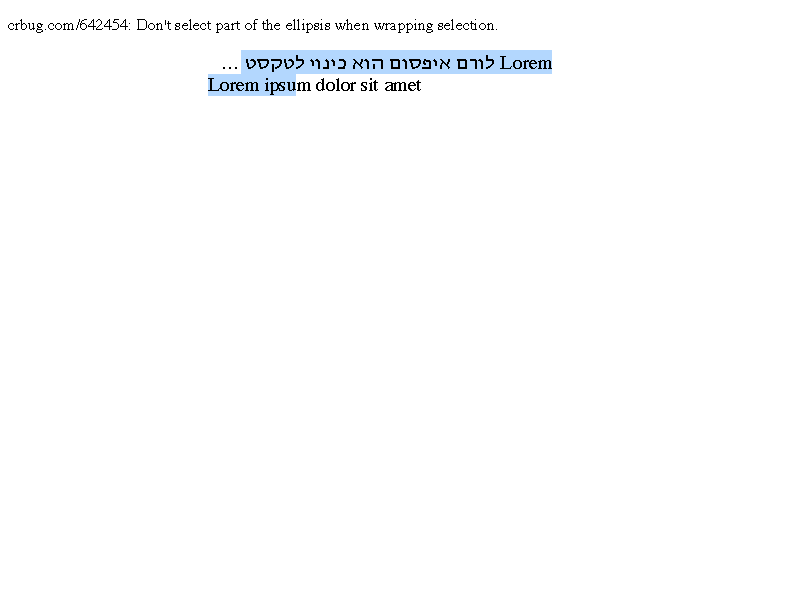 crbug.com/642454: Don't select part of the ellipsis when wrapping selection.
Lorem לורם איפסום הוא כינוי לטקסט ...
Lorem ipsum dolor sit amet